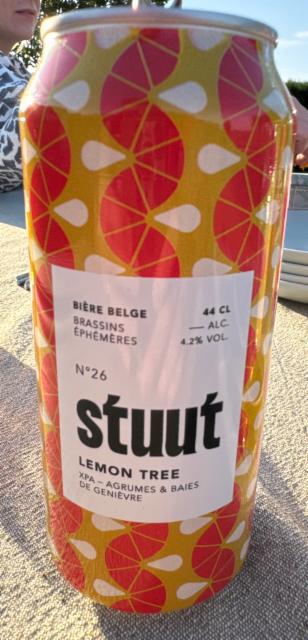 BIÈRE BELGE
BRASSINS
ÉPHÉMÈRES
44 CL
— ALC.
4.2% VOL.
N°26
stuut
LEMON TREE
XPA – AGRUMES & BAIES
DE GENIÈVRE